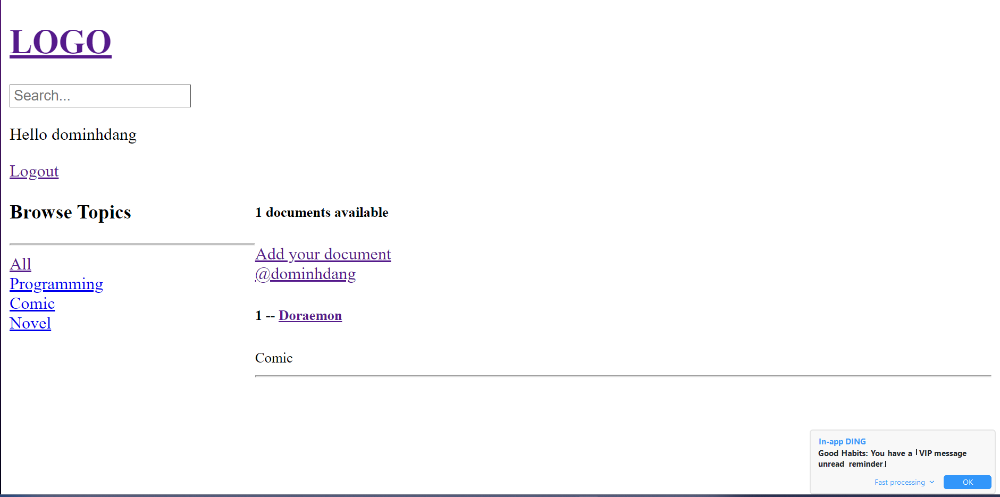 LOGO
Search...
Hello dominhdang
Logout
Browse Topics
All
Programming
Comic
Novel
1 documents available
Add your document
@dominhdang
1 -- Doraemon
Comic
In-app DING
Good Habits: You have a「VIP message
unread reminder」
Fast processing
OK